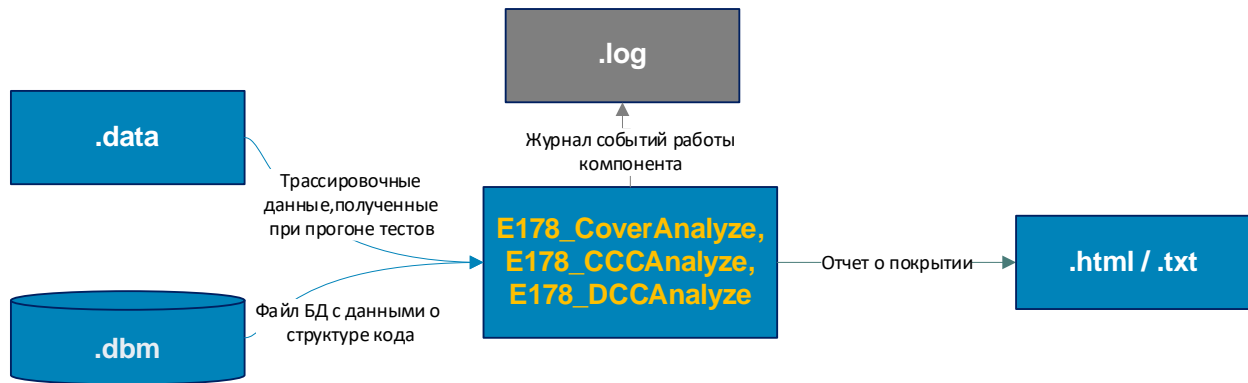 .log
.data
Журнал событий работы
компонента
Трассировочные
данные,полученные
при прогоне тестов
E178_CoverAnalyze,
E178_CCCAnalyze,
E178_DCCAnalyze
Отчет о покрытии
.html / .txt
Файл БД с данными о
структуре кода
.dbm